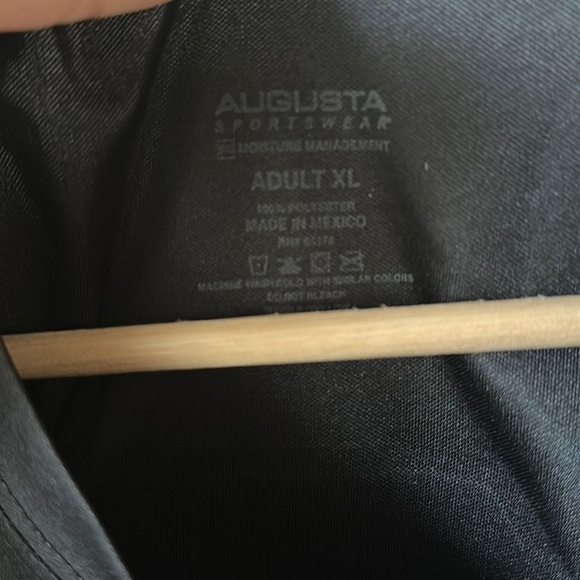 AUGUSTA
SPORTSWEAR
MOISTURE MANAGEMENT
ADULT XL
100% POLYESTER
MADE IN MEXICO
MACHINE WASH COLD WITH SIMILAR COLORS
DO NOT BLEACH